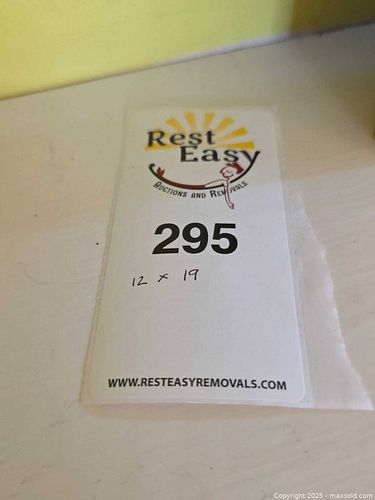 Rest
Easy
AUCTIONS AND REMOVALS
295
12 x 19
WWW.RESTEASYREMOVALS.COM
Copyright 2025 - maxsold.com